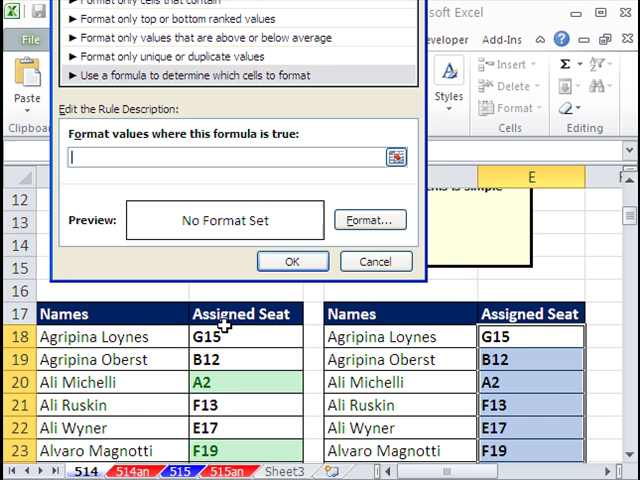 soft Excel
File
eloper
Add-Ins
Paste
Clipboard
Styles
Insert
Delete
Format
Cells
Editing
► Format only top or bottom ranked values
► Format only values that are above or below average
► Format only unique or duplicate values
► Use a formula to determine which cells to format
Edit the Rule Description:
Format values where this formula is true:
Preview:
No Format Set
Format...
OK
Cancel
E
this is simple
12
13
14
15
16
17 Names Assigned Seat Names Assigned Seat
18 Agripina Loynes G15 Agripina Loynes G15
19 Agripina Oberst B12 Agripina Oberst B12
20 Ali Michelli A2 Ali Michelli A2
21 Ali Ruskin F13 Ali Ruskin F13
22 Ali Wyner E17 Ali Wyner E17
23 Alvaro Magnotti F19 Alvaro Magnotti F19
514 514an 515 515an Sheet3